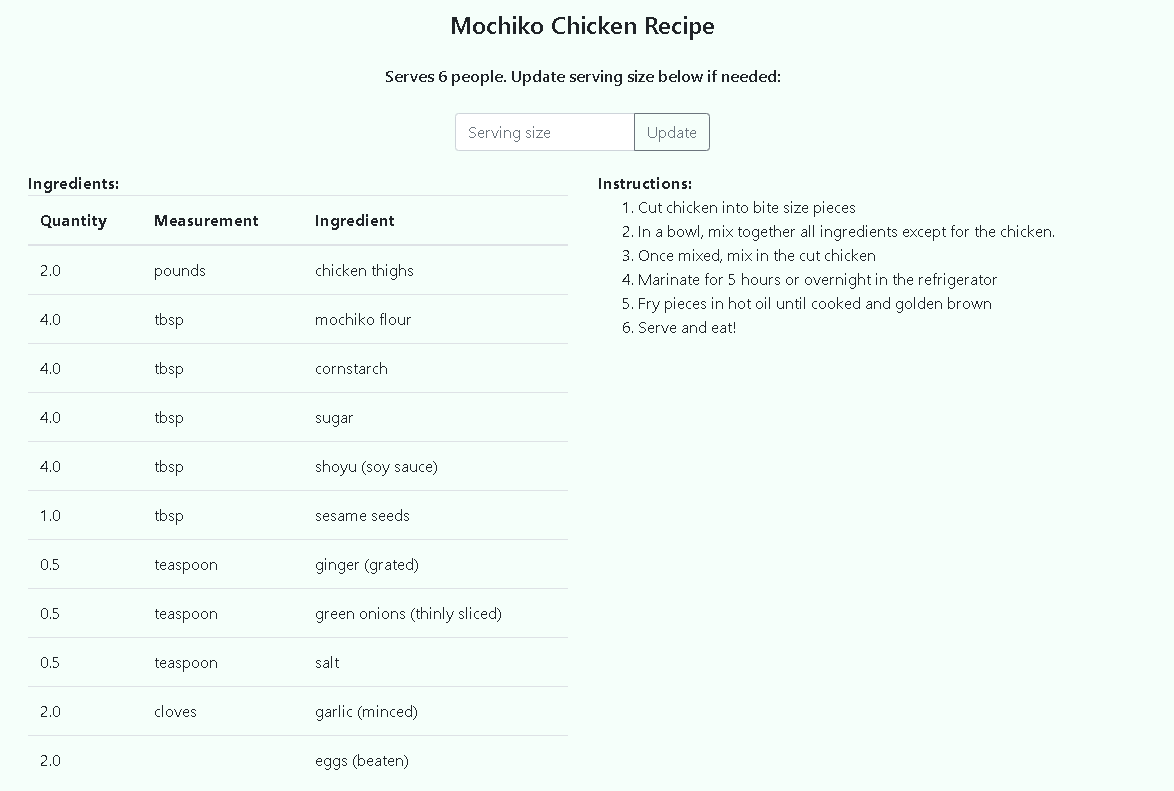 Mochiko Chicken Recipe
Serves 6 people. Update serving size below if needed:
Serving size Update
Ingredients:
Quantity Measurement Ingredient
2.0 pounds chicken thighs
4.0 tbsp mochiko flour
4.0 tbsp cornstarch
4.0 tbsp sugar
4.0 tbsp shoyu (soy sauce)
1.0 tbsp sesame seeds
0.5 teaspoon ginger (grated)
0.5 teaspoon green onions (thinly sliced)
0.5 teaspoon salt
2.0 cloves garlic (minced)
2.0 eggs (beaten)
Instructions:
1. Cut chicken into bite size pieces
2. In a bowl, mix together all ingredients except for the chicken.
3. Once mixed, mix in the cut chicken
4. Marinate for 5 hours or overnight in the refrigerator
5. Fry pieces in hot oil until cooked and golden brown
6. Serve and eat!